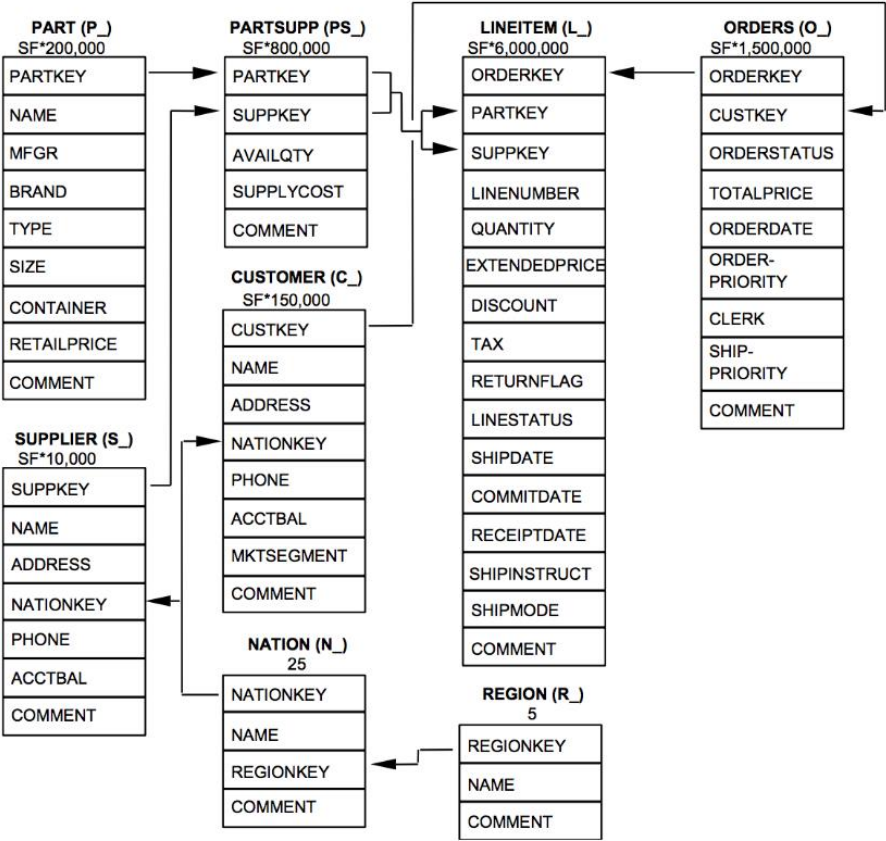 PART (P_)
SF*200,000
PARTKEY
NAME
MFGR
BRAND
TYPE
SIZE
CONTAINER
RETAILPRICE
COMMENT
SUPPLIER (S_)
SF*10,000
SUPPKEY
NAME
ADDRESS
NATIONKEY
PHONE
ACCTBAL
COMMENT
PARTSUPP (PS_)
SF*800,000
PARTKEY
SUPPKEY
AVAILQTY
SUPPLYCOST
COMMENT
CUSTOMER (C_)
SF*150,000
CUSTKEY
NAME
ADDRESS
NATIONKEY
PHONE
ACCTBAL
MKTSEGMENT
COMMENT
NATION (N_)
25
NATIONKEY
NAME
REGIONKEY
COMMENT
LINEITEM (L_)
SF*6,000,000
ORDERKEY
PARTKEY
SUPPKEY
LINENUMBER
QUANTITY
EXTENDEDPRICE
DISCOUNT
TAX
RETURNFLAG
LINESTATUS
SHIPDATE
COMMITDATE
RECEIPTDATE
SHIPINSTRUCT
SHIPMODE
COMMENT
REGION (R_)
5
REGIONKEY
NAME
COMMENT
ORDERS (O_)
SF*1,500,000
ORDERKEY
CUSTKEY
ORDERSTATUS
TOTALPRICE
ORDERDATE
ORDER-
PRIORITY
CLERK
SHIP-
PRIORITY
COMMENT